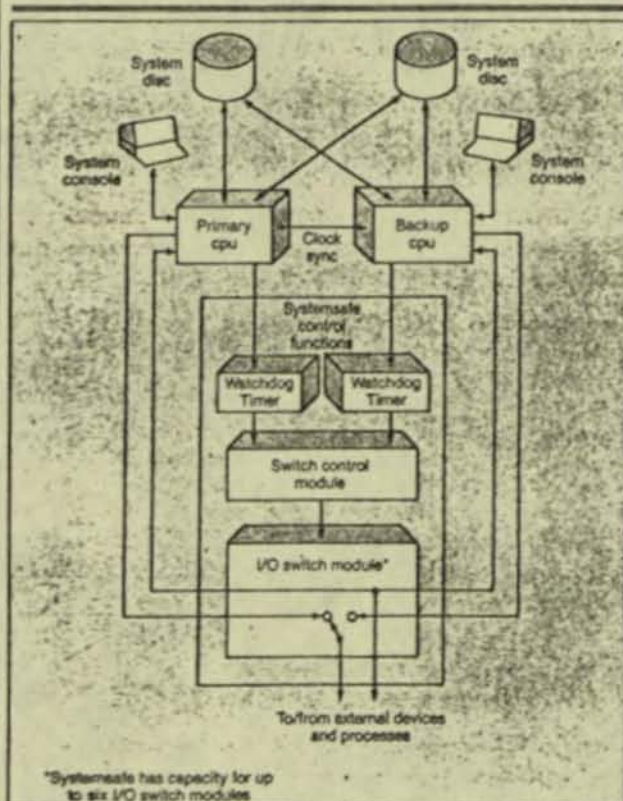 System
disc
System
disc
System
console
System
console
Primary
cpu
Clock
sync
Backup
cpu
Systemsafe
control
functions
Watchdog
Timer
Watchdog
Timer
Switch control
module
I/O switch module*
To/from external devices
and processes
*Systemsafe has capacity for up
to six I/O switch modules